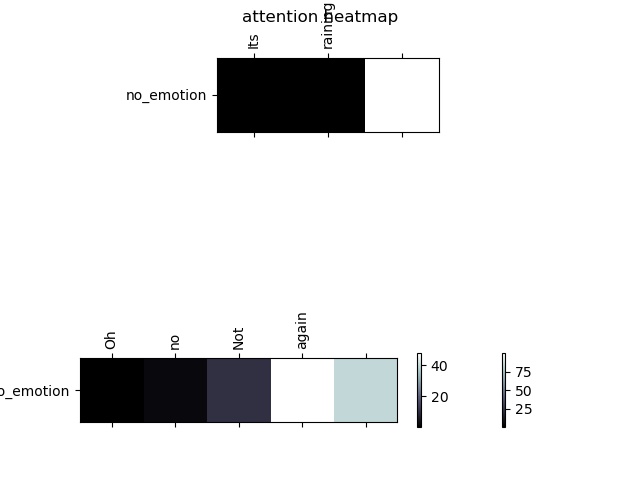 attention heatmap
Its raining
no_emotion
Oh no Not again
o_emotion
40
20
75
50
25